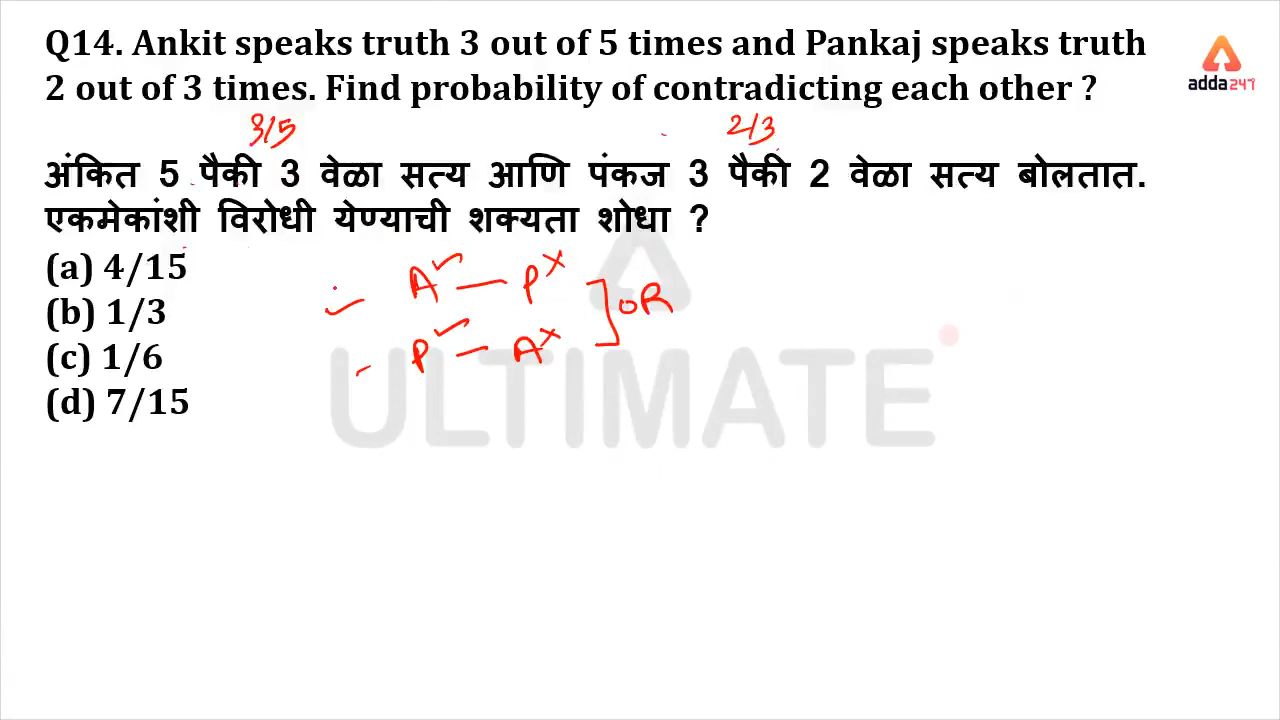 Q14. Ankit speaks truth 3 out of 5 times and Pankaj speaks truth
2 out of 3 times. Find probability of contradicting each other ?
adda247
3/5 2/3
अंकित 5 पैकी 3 वेळा सत्य आणि पंकज 3 पैकी 2 वेळा सत्य बोलतात.
एकमेकांशी विरोधी येण्याची शक्यता शोधा ?
(a) 4/15
(b) 1/3
(c) 1/6
(d) 7/15
A✓ — P×
P✓ — A×
OR
ULTIMATE